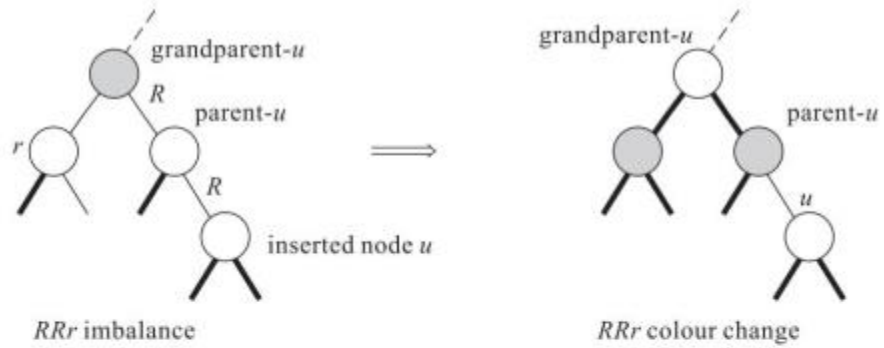 grandparent-u
R
parent-u
r
R
inserted node u
RRr imbalance
grandparent-u
parent-u
u
RRr colour change